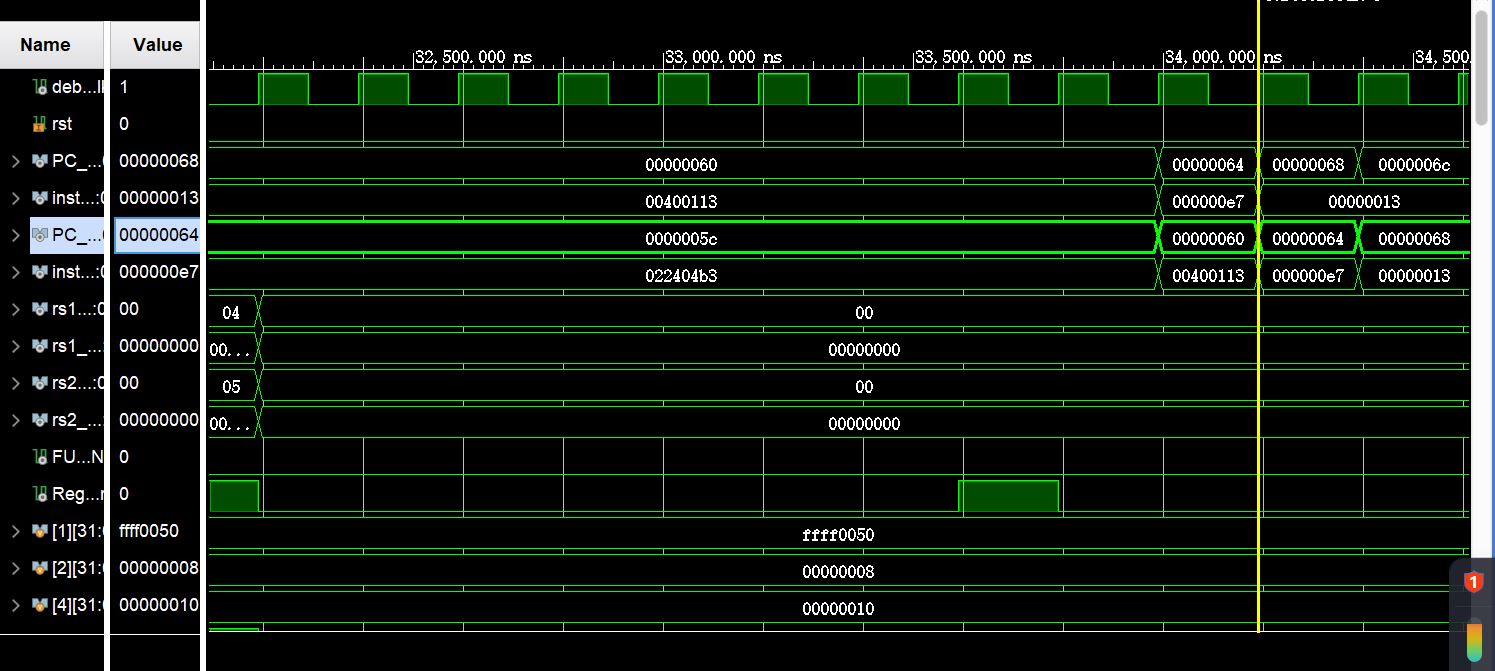 Name Value
32,500.000 ns 33,000.000 ns 33,500.000 ns 34,000.000 ns 34,500.
deb...lI 1
rst 0
PC_...( 00000068 00000060 00000064 00000068 0000006c
inst...:0 00000013 00400113 000000e7 00000013
PC_...( 00000064 0000005c 00000060 00000064 00000068
inst...:0 000000e7 022404b3 00400113 000000e7 00000013
rs1...:0 00 04 00
rs1_...: 00000000 00... 00000000
rs2...:0 00 05 00
rs2_...: 00000000 00... 00000000
FU...N 0
Reg...r 0
[1][31:( ffff0050 ffff0050
[2][31:( 00000008 00000008
[4][31:( 00000010 00000010
1